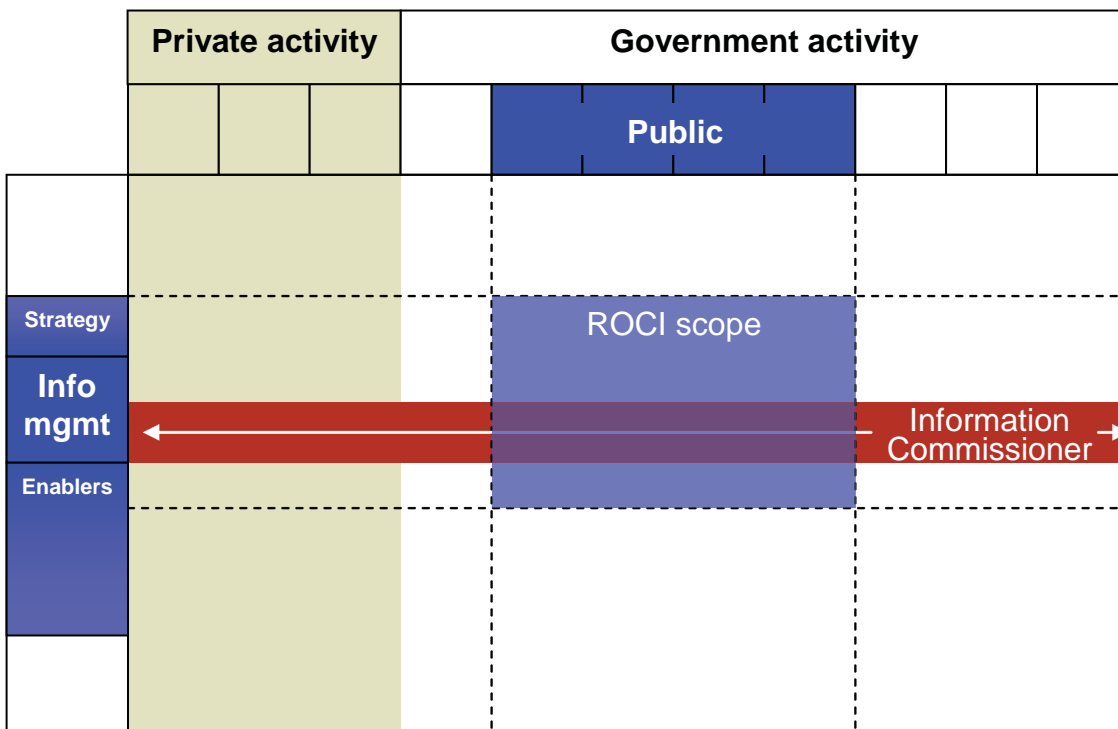 Private activity
Government activity
Public
Strategy
ROCI scope
Info
mgmt
Information
Commissioner
Enablers